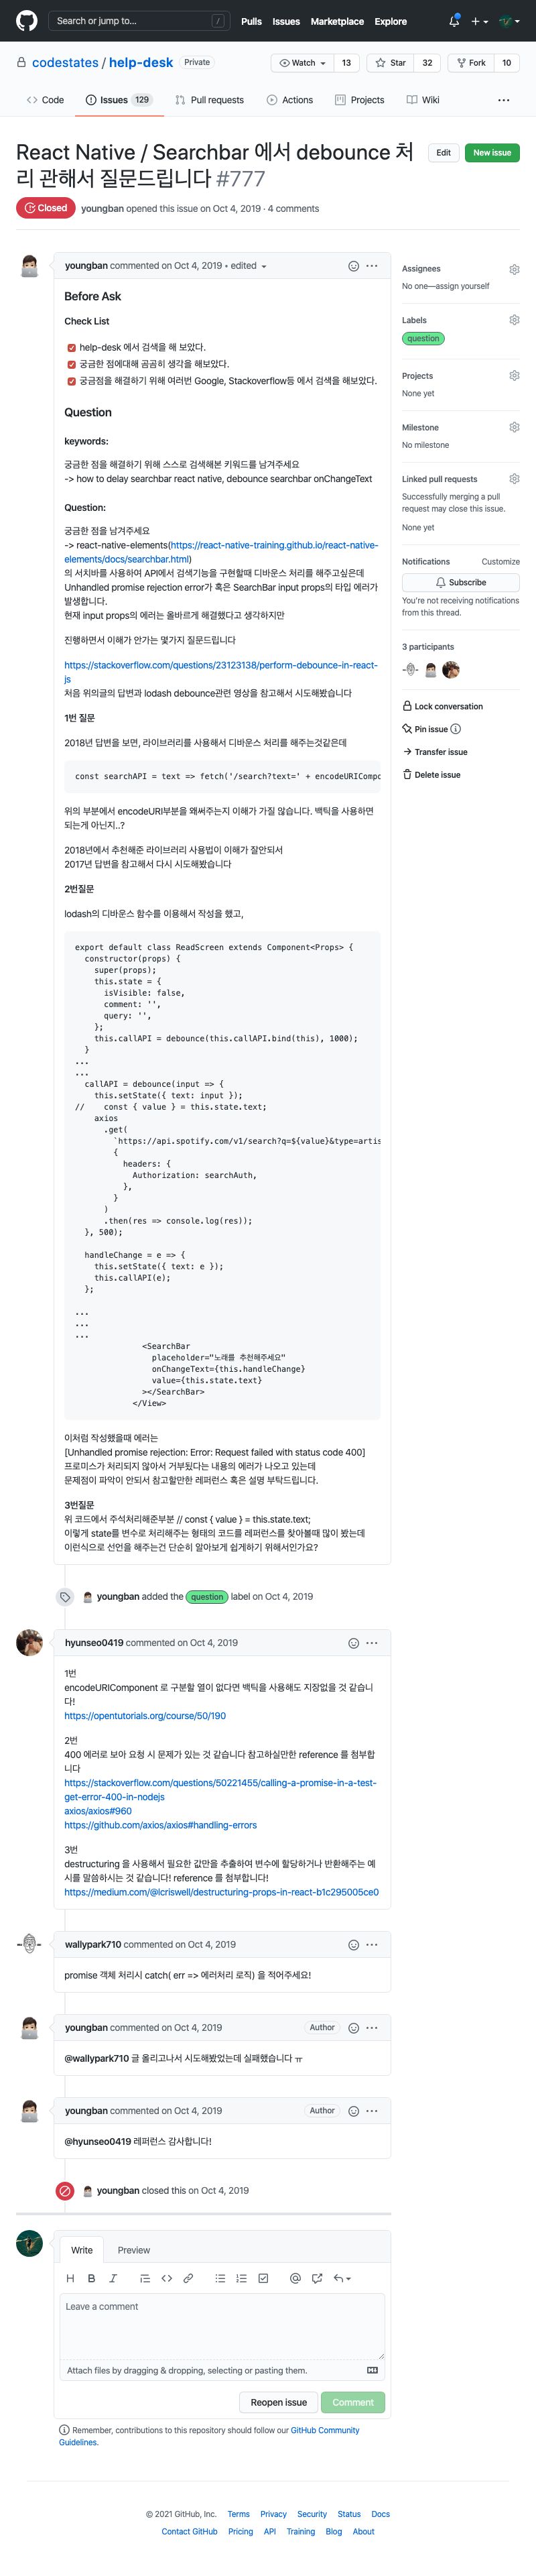 Search or jump to...
/
Pulls
Issues
Marketplace
Explore
codestates / help-desk
Private
Watch
13
Star
32
Fork
10
Code
Issues 129
Pull requests
Actions
Projects
Wiki
React Native / Searchbar 에서 debounce 처
리 관해서 질문드립니다 #777
Edit
New issue
Closed
youngban opened this issue on Oct 4, 2019 · 4 comments
youngban commented on Oct 4, 2019 • edited
Before Ask
Check List
help-desk 에서 검색을 해 보았다.
궁금한 점에대해 곰곰히 생각을 해보았다.
궁금점을 해결하기 위해 여러번 Google, Stackoverflow등 에서 검색을 해보았다.
Question
keywords:
궁금한 점을 해결하기 위해 스스로 검색해본 키워드를 남겨주세요
-> how to delay searchbar react native, debounce searchbar onChangeText
Question:
궁금한 점을 남겨주세요
-> react-native-elements(https://react-native-training.github.io/react-native-
elements/docs/searchbar.html)
의 서치바를 사용하여 API에서 검색기능을 구현할때 디바운스 처리를 해주고싶은데
Unhandled promise rejection error가 혹은 SearchBar input props의 타입 에러가
발생합니다.
현재 input props의 에러는 올바르게 해결했다고 생각하지만
진행하면서 이해가 안가는 몇가지 질문드립니다
https://stackoverflow.com/questions/23123138/perform-debounce-in-react-
js
처음 위의글의 답변과 lodash debounce관련 영상을 참고해서 시도해봤습니다
1번 질문
2018년 답변을 보면, 라이브러리를 사용해서 디바운스 처리를 해주는것같은데
const searchAPI = text => fetch('/search?text=' + encodeURICompo
위의 부분에서 encodeURI부분을 왜써주는지 이해가 가질 않습니다. 백틱을 사용하면
되는게 아닌지..?
2018년에서 추천해준 라이브러리 사용법이 이해가 잘안되서
2017년 답변을 참고해서 다시 시도해봤습니다
2번질문
lodash의 디바운스 함수를 이용해서 작성을 했고,
export default class ReadScreen extends Component<Props> {
constructor(props) {
super(props);
this.state = {
isVisible: false,
comment: '',
query: '',
};
this.callAPI = debounce(this.callAPI.bind(this), 1000);
}
...
...
callAPI = debounce(input => {
this.setState({ text: input });
// const { value } = this.state.text;
axios
.get(
`https://api.spotify.com/v1/search?q=${value}&type=artis
{
headers: {
Authorization: searchAuth,
},
}
)
.then(res => console.log(res));
}, 500);
handleChange = e => {
this.setState({ text: e });
this.callAPI(e);
};
...
...
...
<SearchBar
placeholder="노래를 추천해주세요"
onChangeText={this.handleChange}
value={this.state.text}
></SearchBar>
</View>
이처럼 작성했을때 에러는
[Unhandled promise rejection: Error: Request failed with status code 400]
프로미스가 처리되지 않아서 거부됬다는 내용의 에러가 나오고 있는데
문제점이 파악이 안되서 참고할만한 레퍼런스 혹은 설명 부탁드립니다.
3번질문
위 코드에서 주석처리해준부분 // const { value } = this.state.text;
이렇게 state를 변수로 처리해주는 형태의 코드를 레퍼런스를 찾아볼때 많이 봤는데
이런식으로 선언을 해주는건 단순히 알아보게 쉽게하기 위해서인가요?
youngban added the question label on Oct 4, 2019
hyunseo0419 commented on Oct 4, 2019
1번
encodeURIComponent 로 구분할 열이 없다면 백틱을 사용해도 지장없을 것 같습니
다!
https://opentutorials.org/course/50/190
2번
400 에러로 보아 요청 시 문제가 있는 것 같습니다 참고하실만한 reference 를 첨부합
니다
https://stackoverflow.com/questions/50221455/calling-a-promise-in-a-test-
get-error-400-in-nodejs
axios/axios#960
https://github.com/axios/axios#handling-errors
3번
destructuring 을 사용해서 필요한 값만을 추출하여 변수에 할당하거나 반환해주는 예
시를 말씀하시는 것 같습니다! reference 를 첨부합니다!
https://medium.com/@lcriswell/destructuring-props-in-react-b1c295005ce0
wallypark710 commented on Oct 4, 2019
promise 객체 처리시 catch( err => 에러처리 로직) 을 적어주세요!
youngban commented on Oct 4, 2019
Author
@wallypark710 글 올리고나서 시도해봤었는데 실패했습니다 ㅠ
youngban commented on Oct 4, 2019
Author
@hyunseo0419 레퍼런스 감사합니다!
youngban closed this on Oct 4, 2019
Assignees
No one—assign yourself
Labels
question
Projects
None yet
Milestone
No milestone
Linked pull requests
Successfully merging a pull
request may close this issue.
None yet
Notifications
Customize
Subscribe
You're not receiving notifications
from this thread.
3 participants
Lock conversation
Pin issue
Transfer issue
Delete issue
Write
Preview
Leave a comment
Attach files by dragging & dropping, selecting or pasting them.
Reopen issue
Comment
Remember, contributions to this repository should follow our GitHub Community
Guidelines.
© 2021 GitHub, Inc.
Terms
Privacy
Security
Status
Docs
Contact GitHub
Pricing
API
Training
Blog
About